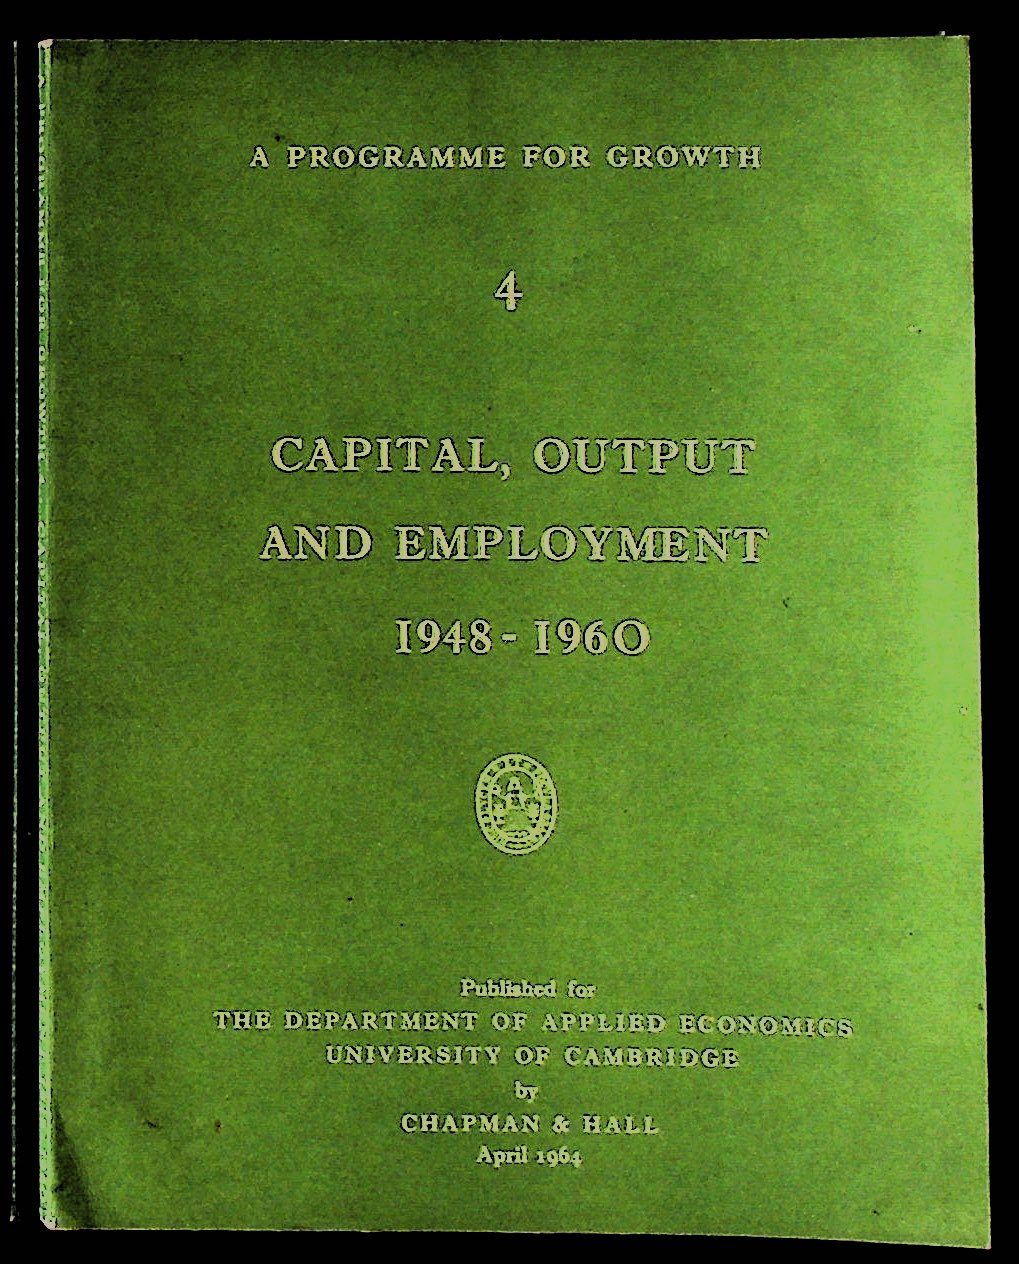 A PROGRAMME FOR GROWTH
4
CAPITAL, OUTPUT
AND EMPLOYMENT
1948 - 1960
Published for
THE DEPARTMENT OF APPLIED ECONOMICS
UNIVERSITY OF CAMBRIDGE
by
CHAPMAN & HALL
April 1964